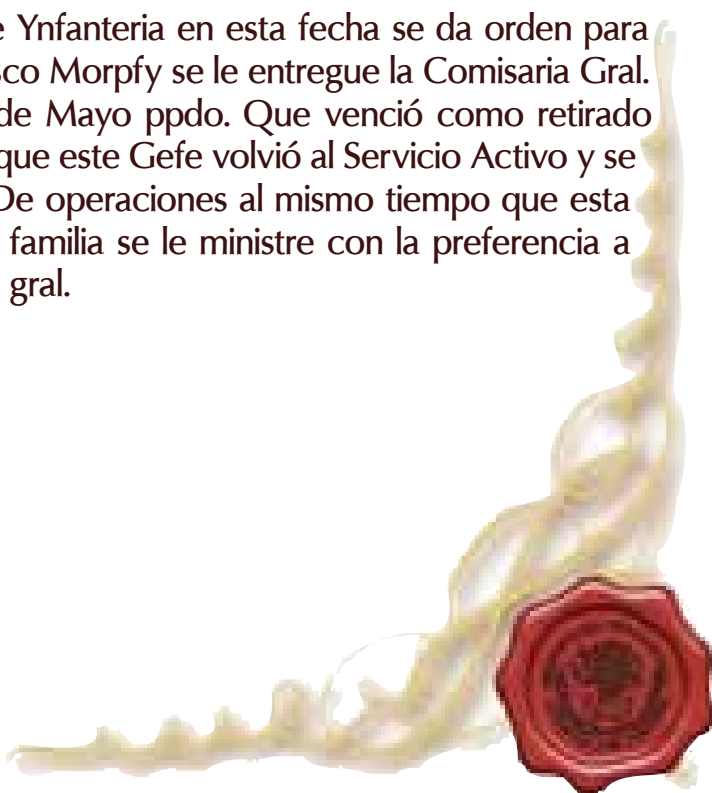 e Ynfanteria en esta fecha se da orden para
sco Morpfy se le entregue la Comisaria Gral.
de Mayo ppdo. Que venció como retirado
que este Gefe volvió al Servicio Activo y se
De operaciones al mismo tiempo que esta
familia se le ministre con la preferencia a
gral.